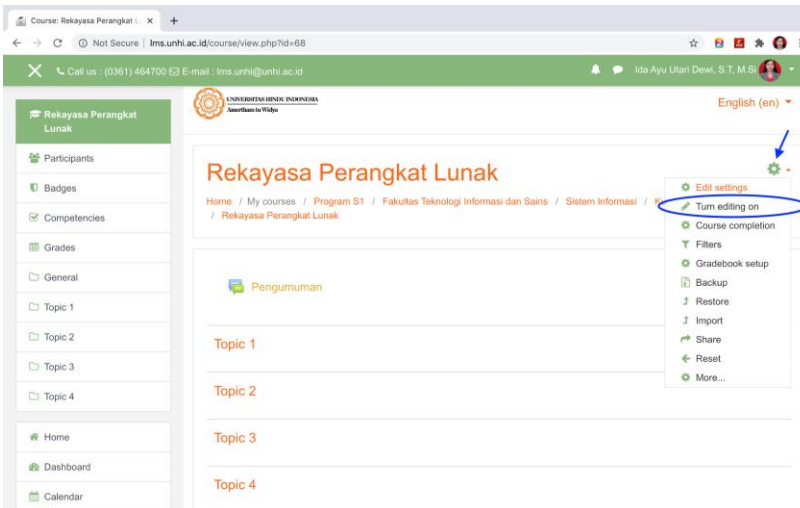 Course: Rekayasa Perangkat L
Not Secure | lms.unhi.ac.id/course/view.php?id=68
Call us : (0361) 464700 E-mail : lms.unhi@unhi.ac.id
Ida Ayu Utari Dewi, S.T, M.Si
Rekayasa Perangkat
Lunak
Participants
Badges
Competencies
Grades
General
Topic 1
Topic 2
Topic 3
Topic 4
Home
Dashboard
Calendar
UNIVERSITAS HINDU INDONESIA
English (en)
Rekayasa Perangkat Lunak
Home / My courses / Program S1 / Fakultas Teknologi Informasi dan Sains / Sistem Informasi /
/ Rekayasa Perangkat Lunak
Edit settings
Turn editing on
Course completion
Filters
Gradebook setup
Backup
Restore
Import
Share
Reset
More...
Pengumuman
Topic 1
Topic 2
Topic 3
Topic 4